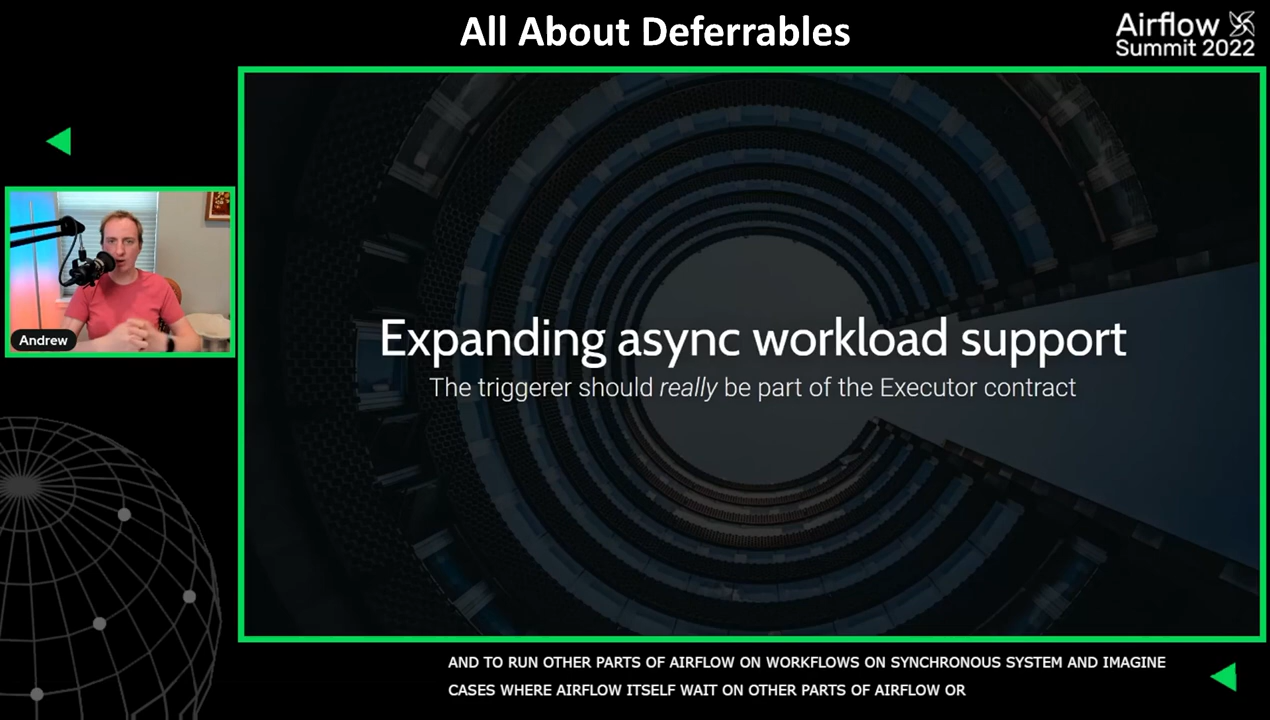 All About Deferrables
Airflow
Summit 2022
Andrew
Expanding async workload support
The triggerer should really be part of the Executor contract
AND TO RUN OTHER PARTS OF AIRFLOW ON WORKFLOWS ON SYNCHRONOUS SYSTEM AND IMAGINE
CASES WHERE AIRFLOW ITSELF WAIT ON OTHER PARTS OF AIRFLOW OR